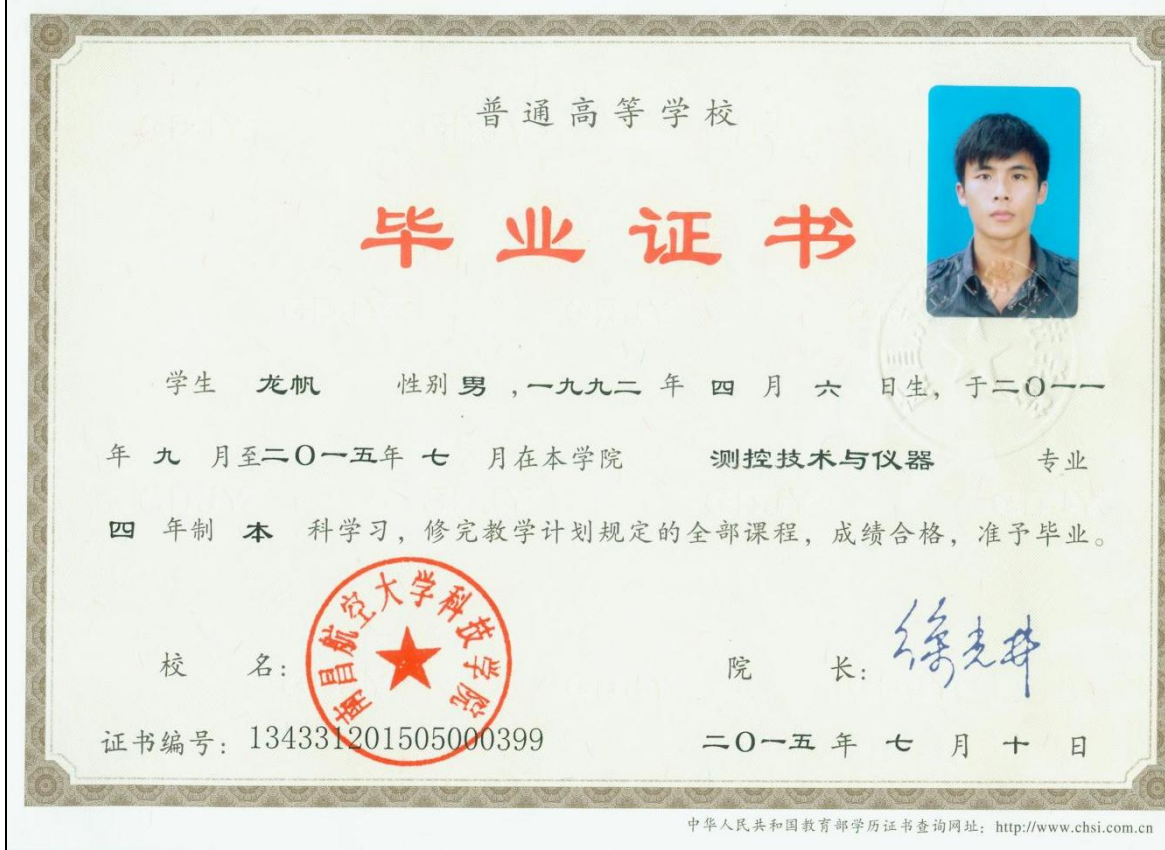 普通高等学校
毕业证书
学生 龙帆 性别 男 ,一九九二 年 四 月 六 日生, 于二O一一
年 九 月至二O一五年 七 月在本学院 测控技术与仪器 专业
四 年制 本 科学习, 修完教学计划规定的全部课程, 成绩合格, 准予毕业。
南昌航空大学科技学院
校 名:
院 长:
证书编号: 134331201505000399
二O一五 年 七 月 十 日
中华人民共和国教育部学历证书查询网址: http://www.chsi.com.cn